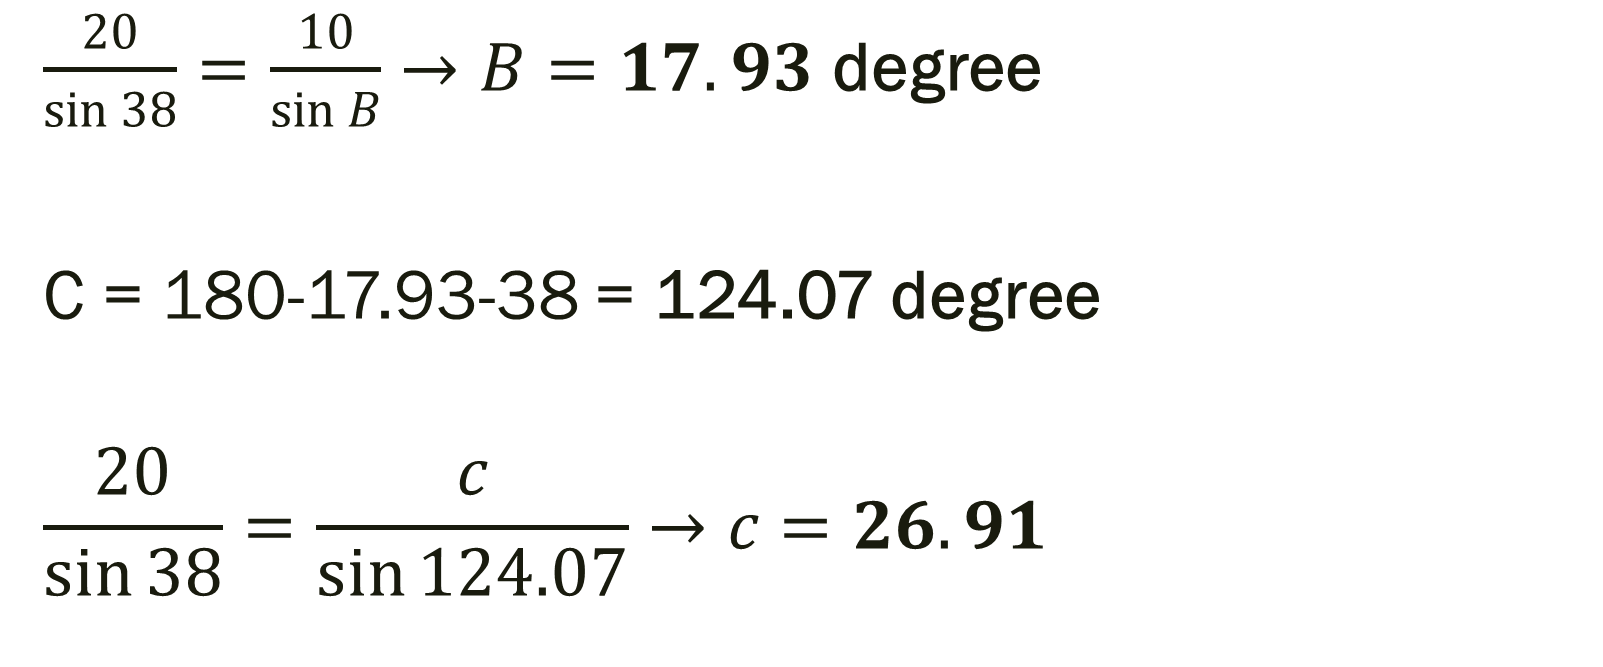 20/sin 38 = 10/sin B → B = 17.93 degree
C = 180-17.93-38 = 124.07 degree
20/sin 38 = c/sin 124.07 → c = 26.91